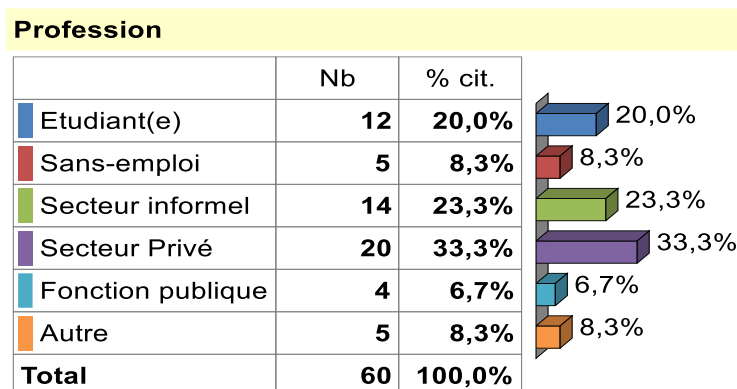 Profession
Nb % cit.
Etudiant(e) 12 20,0% 20,0%
Sans-emploi 5 8,3% 8,3%
Secteur informel 14 23,3% 23,3%
Secteur Privé 20 33,3% 33,3%
Fonction publique 4 6,7% 6,7%
Autre 5 8,3% 8,3%
Total 60 100,0%